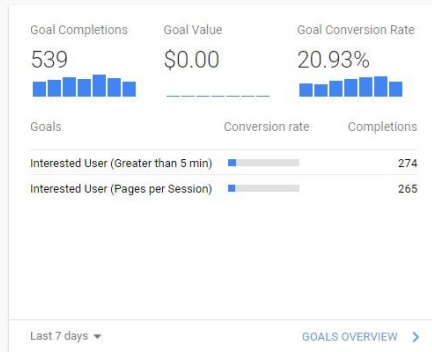 Goal Completions Goal Value Goal Conversion Rate
539 $0.00 20.93%
Goals Conversion rate Completions
Interested User (Greater than 5 min) 274
Interested User (Pages per Session) 265
Last 7 days GOALS OVERVIEW